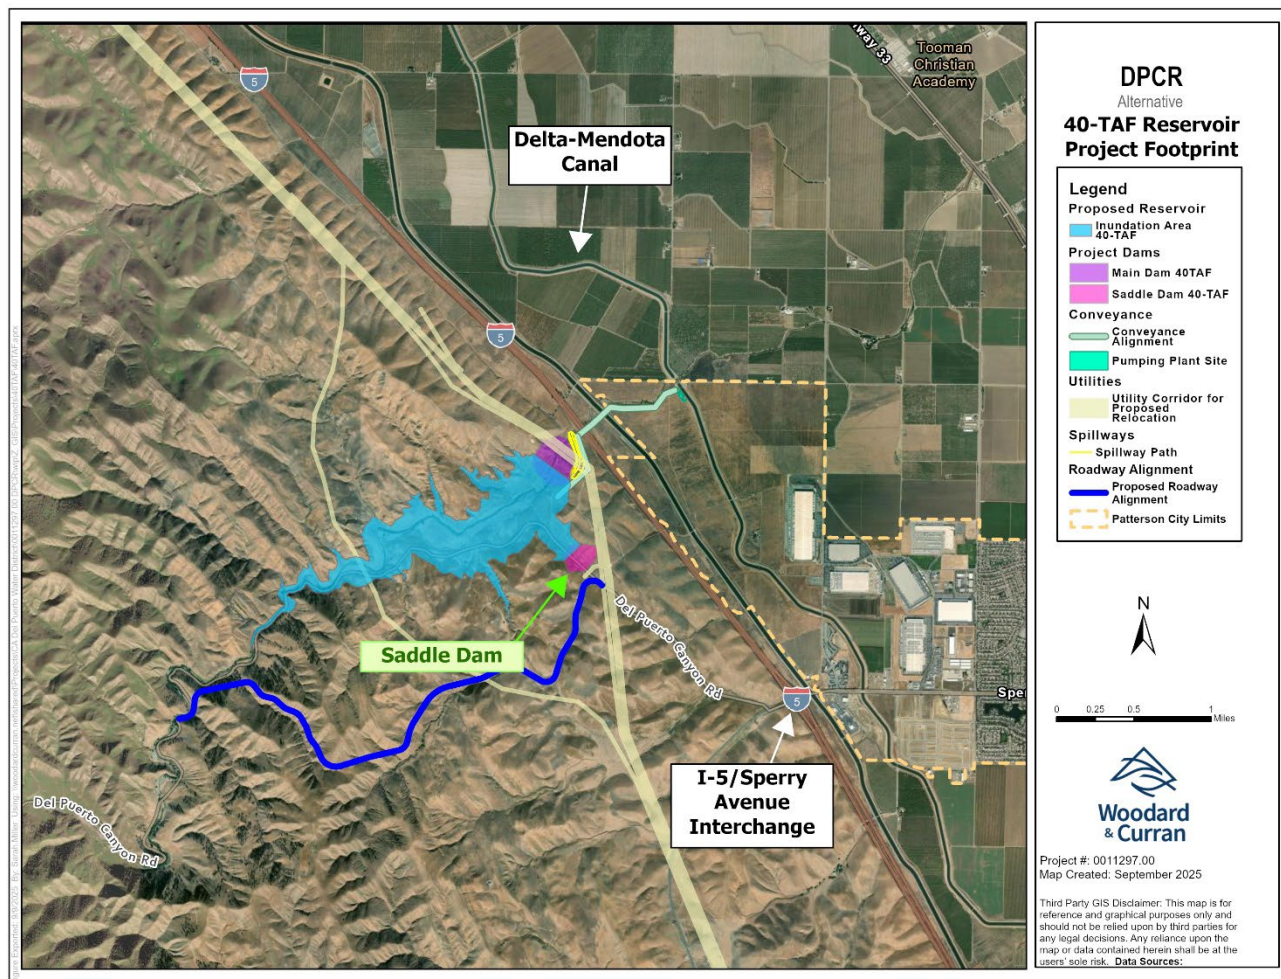 5
way 33
Tooman
Christian
Academy
Delta-Mendota
Canal
5
Saddle Dam
Del Puerto Canyon Rd
5
Sper
I-5/Sperry
Avenue
Interchange
Del Puerto Canyon Rd
DPCR
Alternative
40-TAF Reservoir
Project Footprint
Legend
Proposed Reservoir
Inundation Area
40-TAF
Project Dams
Main Dam 40TAF
Saddle Dam 40-TAF
Conveyance
Conveyance
Alignment
Pumping Plant Site
Utilities
Utility Corridor for
Proposed
Relocation
Spillways
Spillway Path
Roadway Alignment
Proposed Roadway
Alignment
Patterson City Limits
N
0 0.25 0.5 1
Miles
Woodard
& Curran
Project #: 0011297.00
Map Created: September 2025
Third Party GIS Disclaimer: This map is for
reference and graphical purposes only and
should not be relied upon by third parties for
any legal decisions. Any reliance upon the
map or data contained herein shall be at the
users' sole risk. Data Sources: